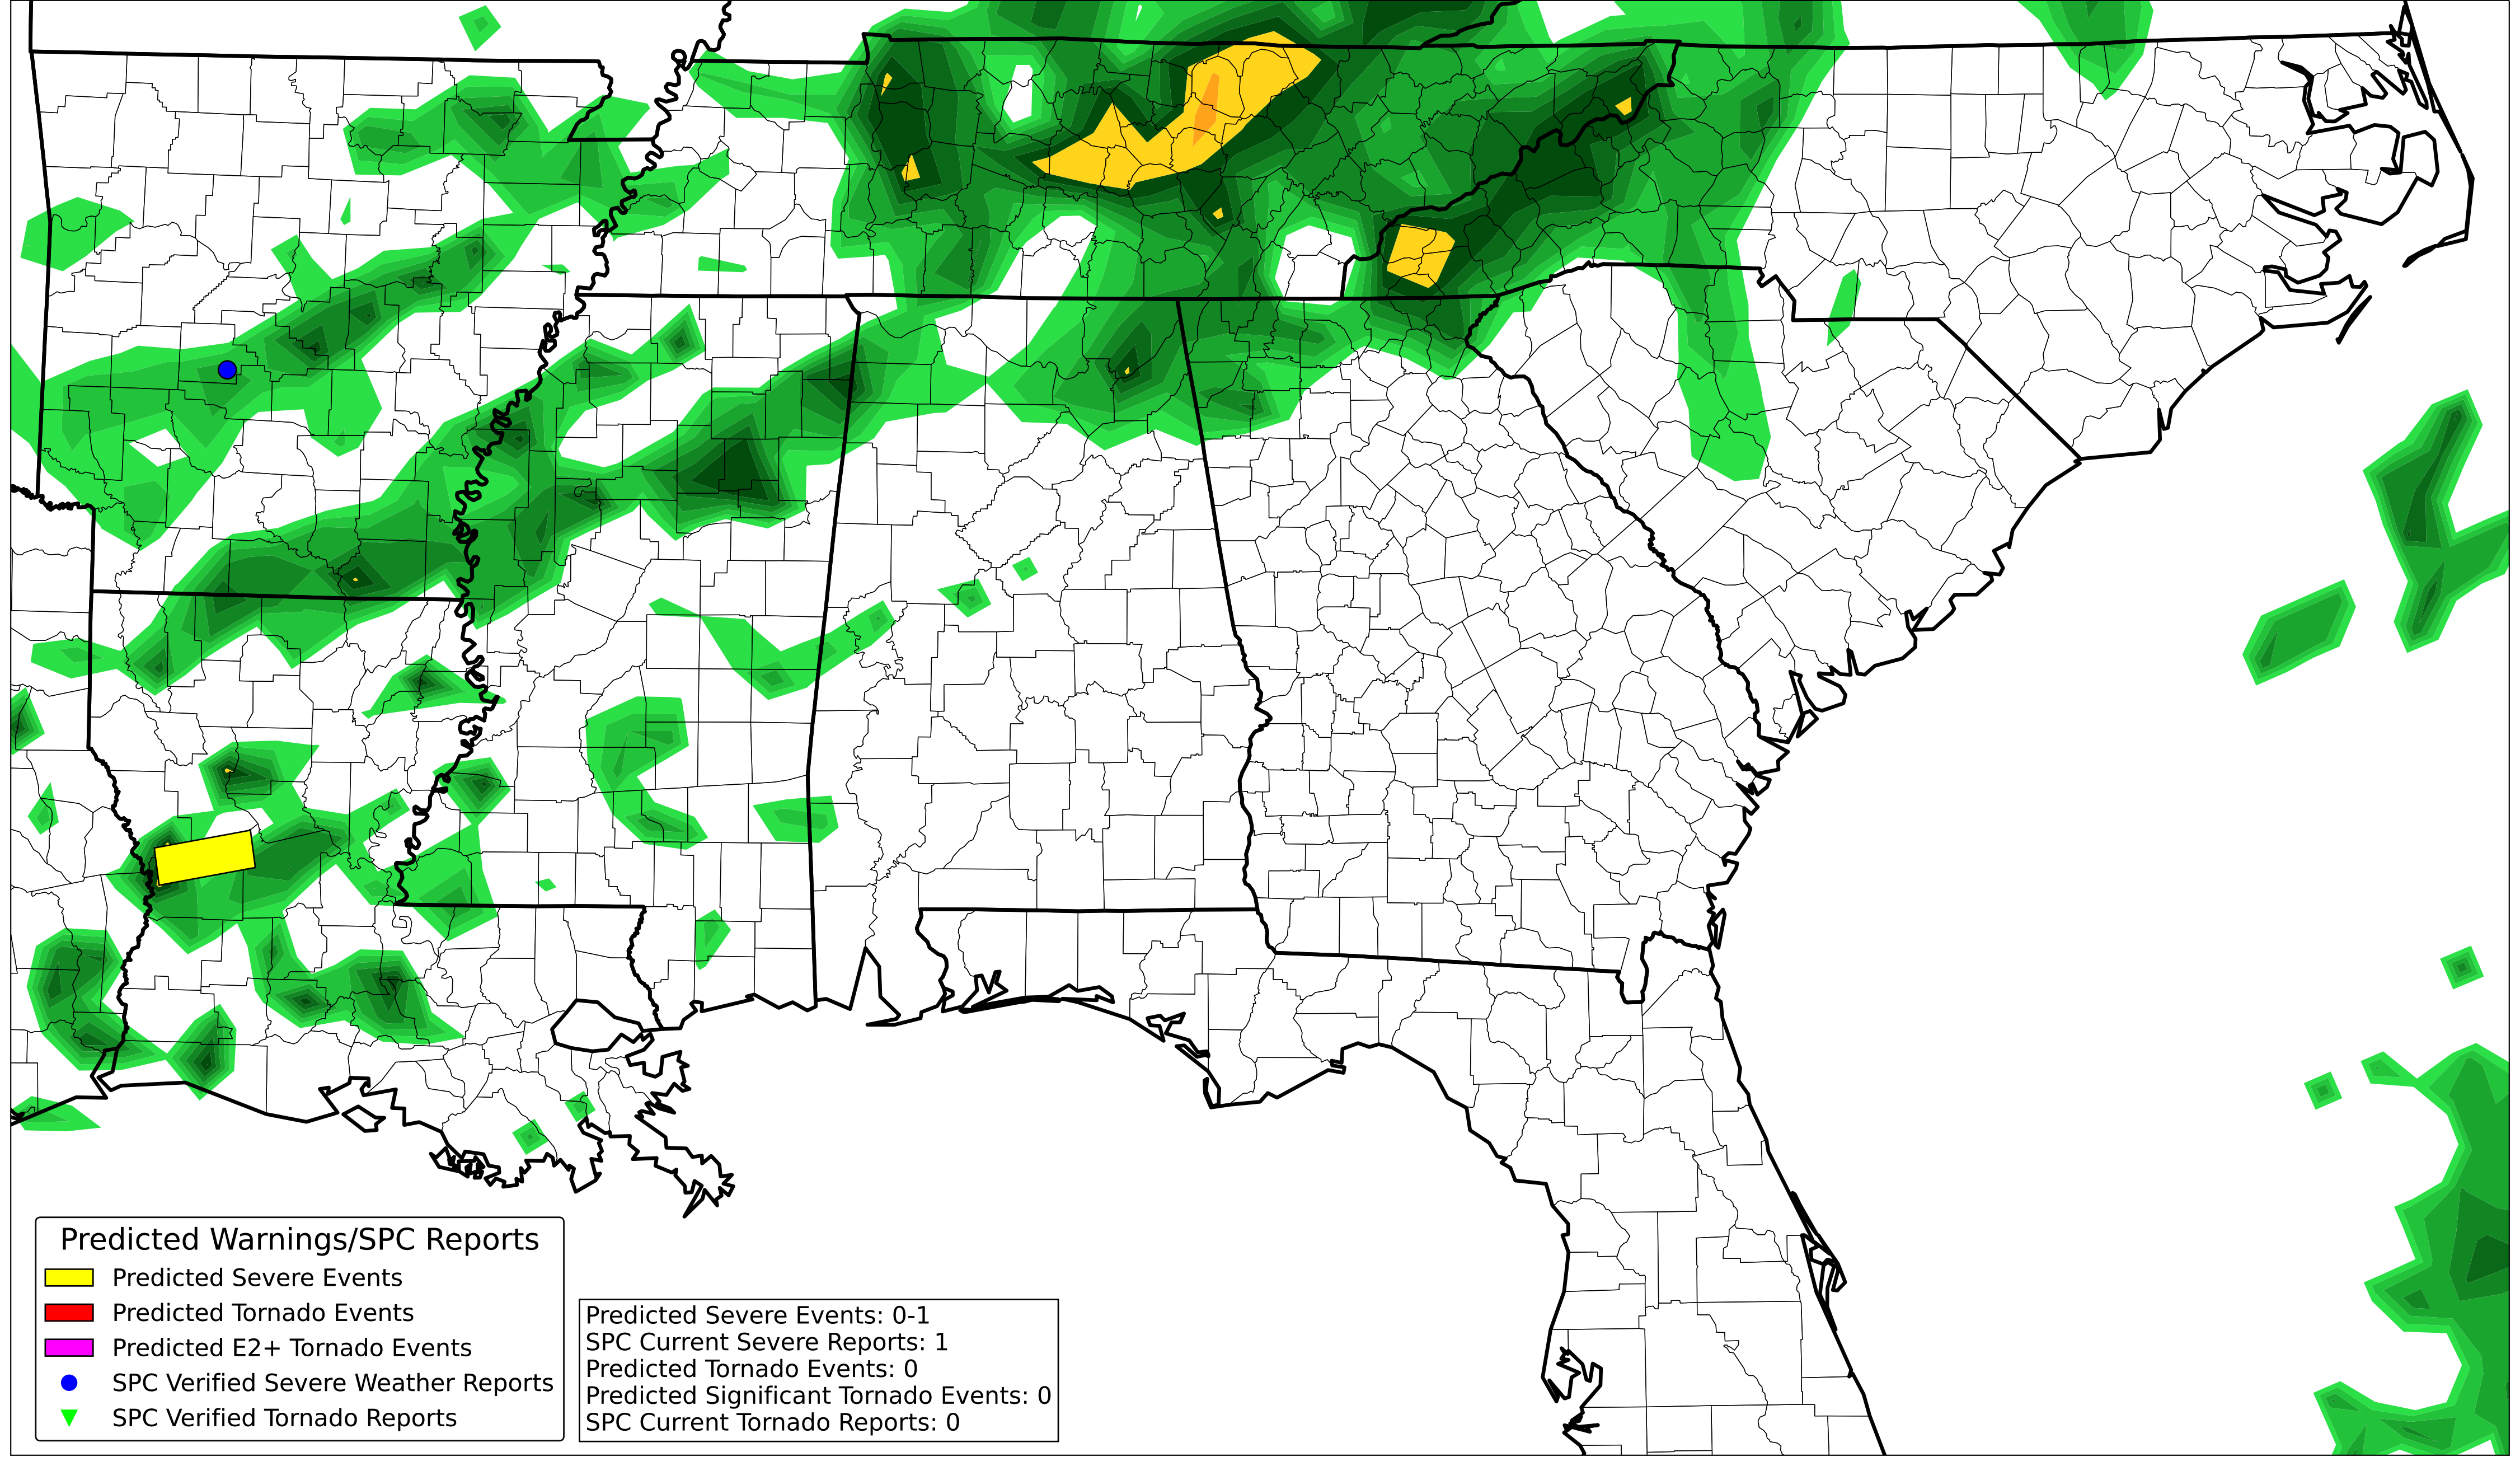 Predicted Warnings/SPC Reports
Predicted Severe Events
Predicted Tornado Events
Predicted E2+ Tornado Events
SPC Verified Severe Weather Reports
SPC Verified Tornado Reports
Predicted Severe Events: 0-1
SPC Current Severe Reports: 1
Predicted Tornado Events: 0
Predicted Significant Tornado Events: 0
SPC Current Tornado Reports: 0